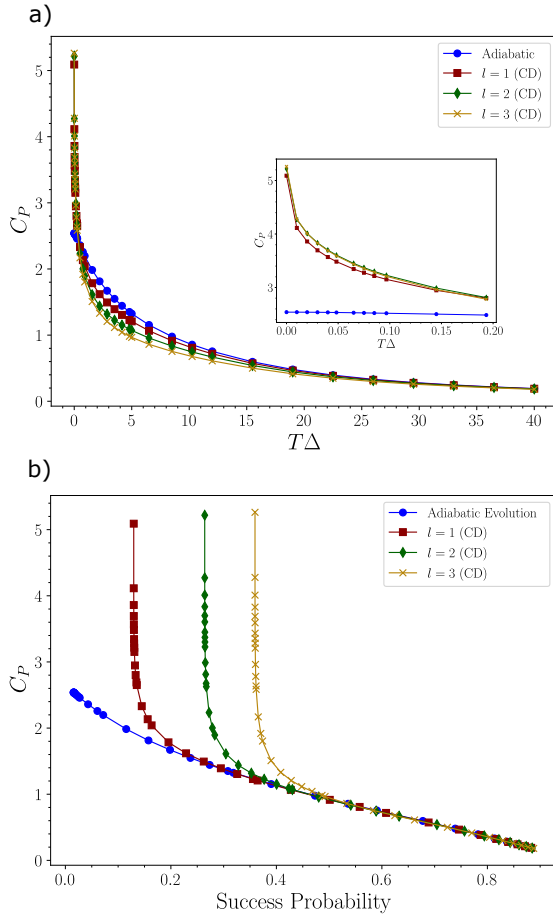 a)
5
4
3
2
1
0
C_P
Adiabatic
l = 1 (CD)
l = 2 (CD)
l = 3 (CD)
5
4
3
C_P
0.00 0.05 0.10 0.15 0.20
TΔ
0 5 10 15 20 25 30 35 40
TΔ
b)
5
4
3
2
1
0
C_P
Adiabatic Evolution
l = 1 (CD)
l = 2 (CD)
l = 3 (CD)
0.0 0.2 0.4 0.6 0.8
Success Probability